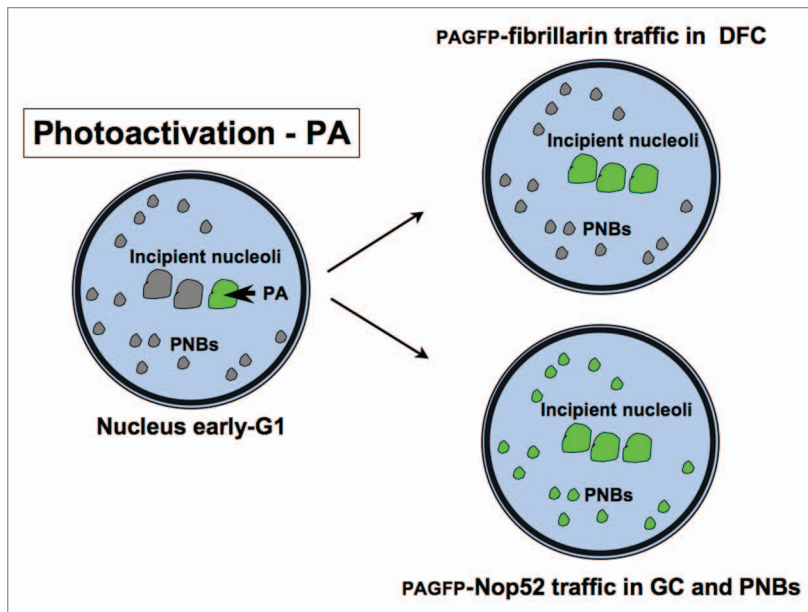 PAGFP-fibrillarin traffic in DFC
Photoactivation - PA
Incipient nucleoli
PNBs
Incipient nucleoli
PA
PNBs
Nucleus early-G1
Incipient nucleoli
PNBs
PAGFP-Nop52 traffic in GC and PNBs